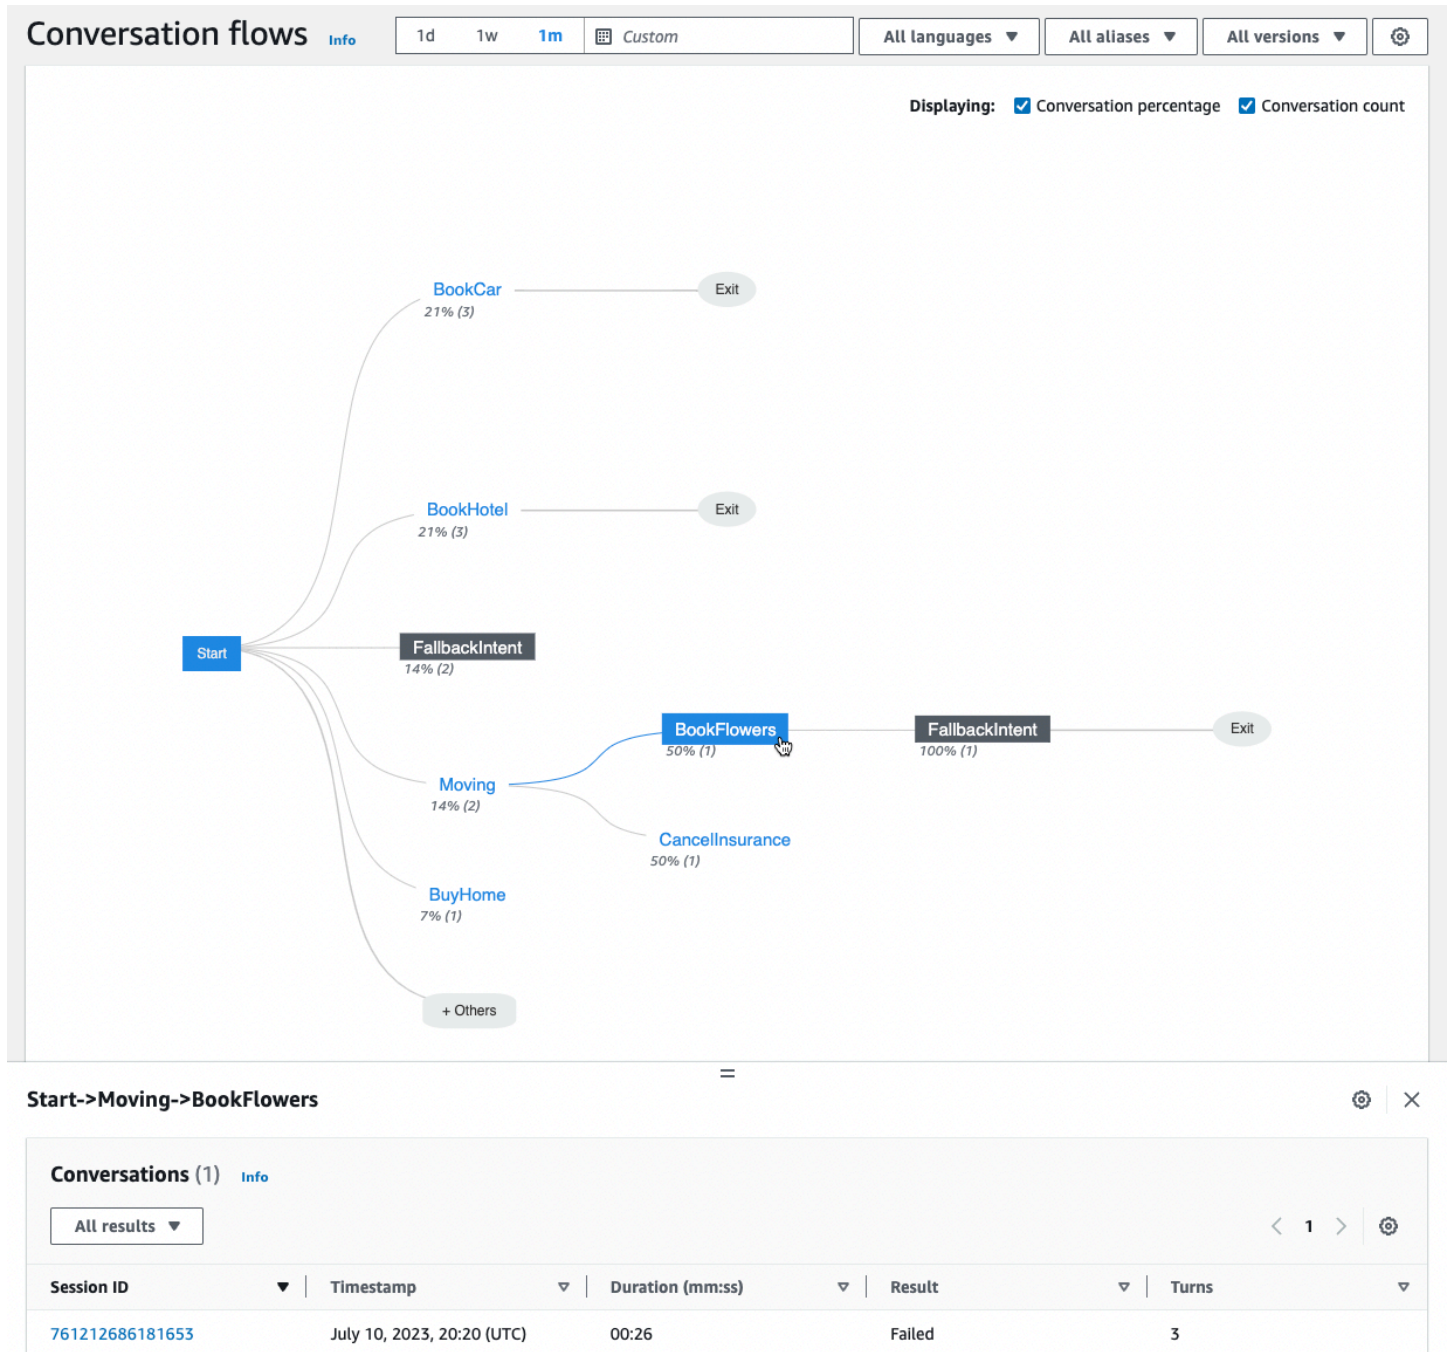 Conversation flows Info 1d 1w 1m Custom All languages All aliases All versions
Displaying: Conversation percentage Conversation count
BookCar Exit
21% (3)
BookHotel Exit
21% (3)
Start
FallbackIntent
14% (2)
BookFlowers FallbackIntent Exit
50% (1) 100% (1)
Moving
14% (2)
CancelInsurance
50% (1)
BuyHome
7% (1)
+ Others
Start->Moving->BookFlowers
Conversations (1) Info
All results 1
Session ID Timestamp Duration (mm:ss) Result Turns
761212686181653 July 10, 2023, 20:20 (UTC) 00:26 Failed 3